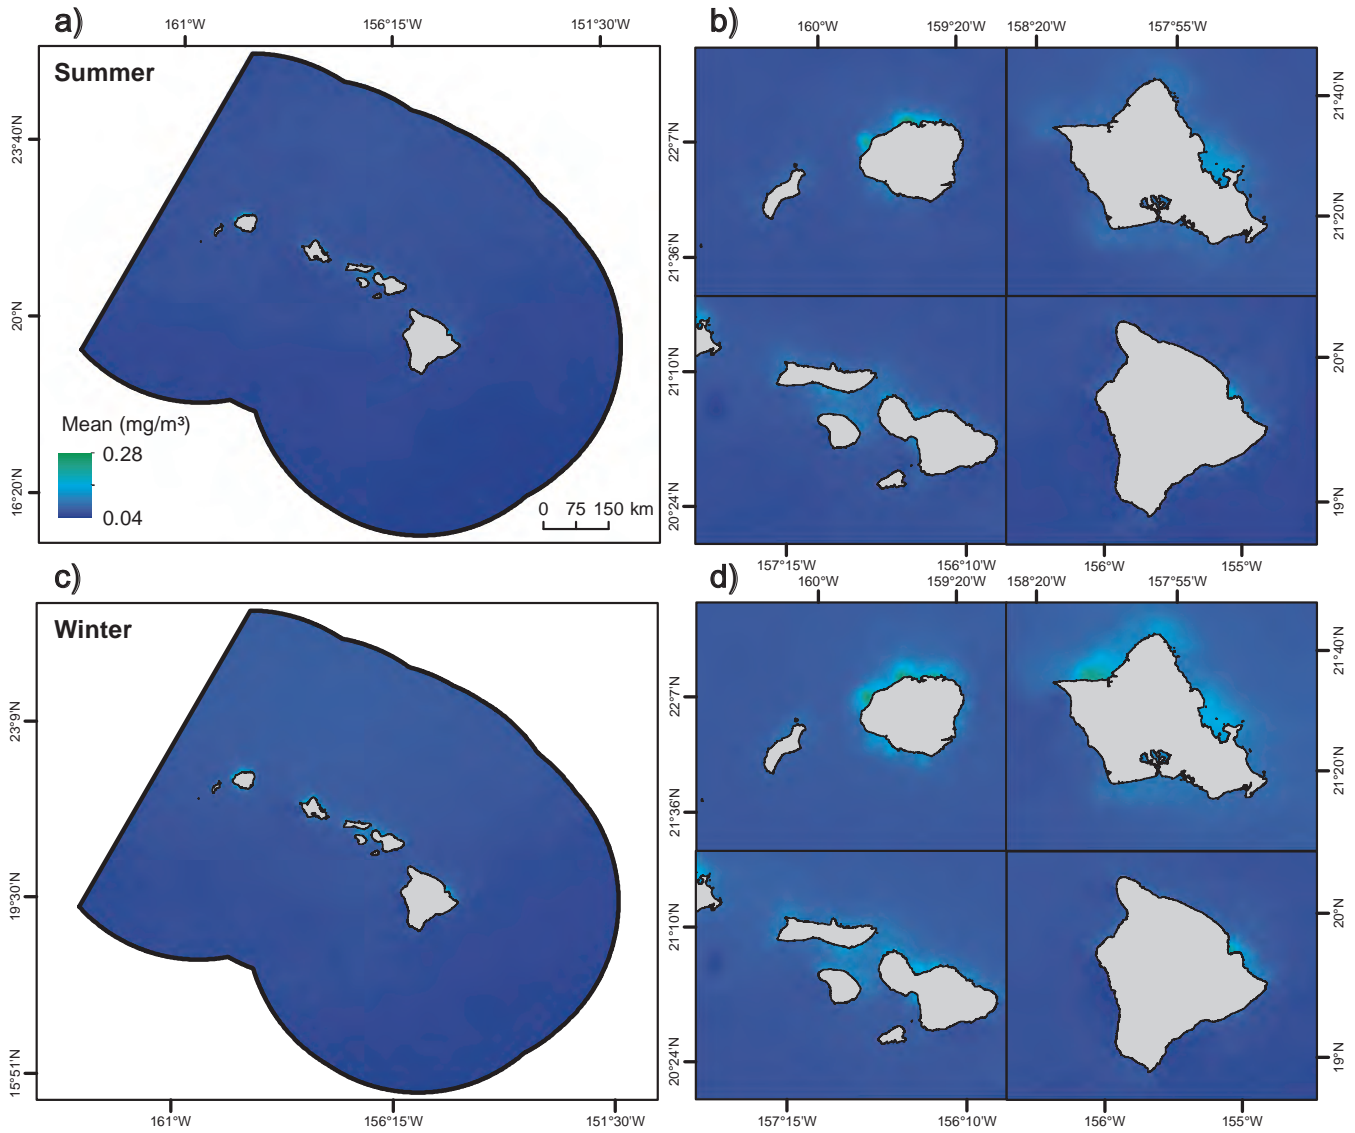 a)
161°W
156°15'W
151°30'W
Summer
23°40'N
20°N
16°20'N
Mean (mg/m³)
0.28
0.04
0 75 150 km
b)
160°W
159°20'W
158°20'W
157°55'W
22°7'N
21°36'N
21°40'N
21°20'N
21°10'N
20°24'N
20°N
19°N
157°15'W
156°10'W
156°W
155°W
c)
Winter
23°9'N
19°30'N
15°51'N
161°W
156°15'W
151°30'W
d)
160°W
159°20'W
158°20'W
157°55'W
22°7'N
21°36'N
21°40'N
21°20'N
21°10'N
20°24'N
20°N
19°N
157°15'W
156°10'W
156°W
155°W